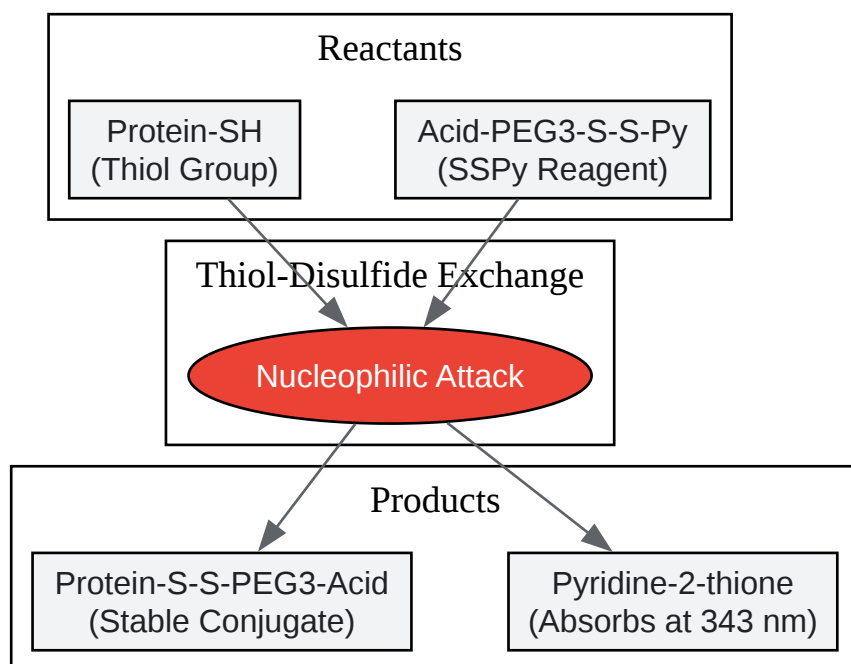 Reactants
Protein-SH
(Thiol Group)
Acid-PEG3-S-S-Py
(SSPy Reagent)
Thiol-Disulfide Exchange
Nucleophilic Attack
Products
Protein-S-S-PEG3-Acid
(Stable Conjugate)
Pyridine-2-thione
(Absorbs at 343 nm)